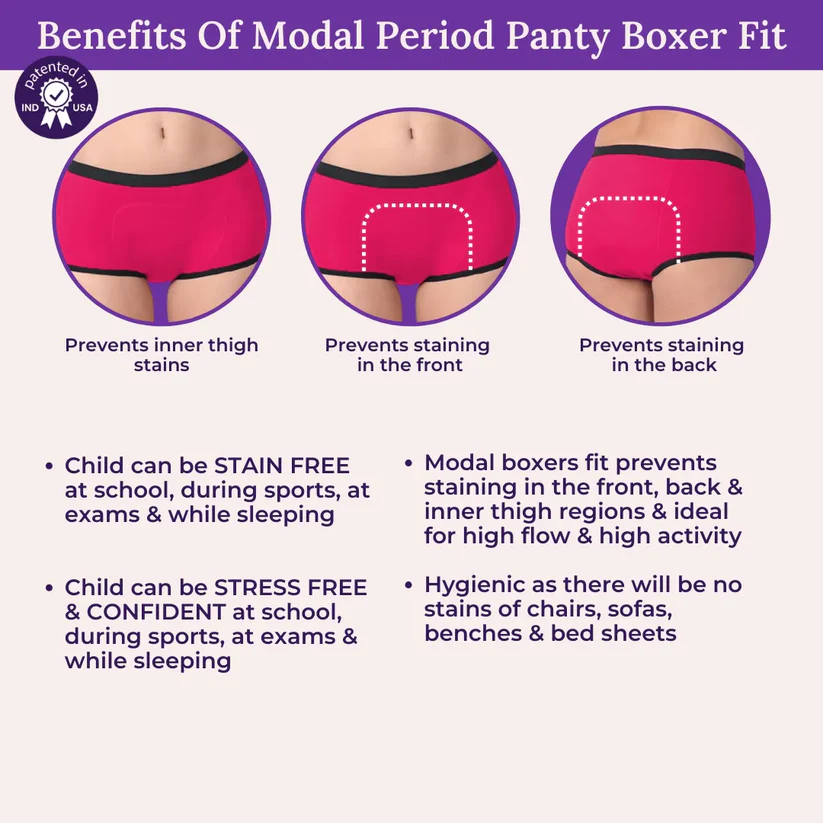 Benefits Of Modal Period Panty Boxer Fit
patented in
IND USA
Prevents inner thigh
stains
Prevents staining
in the front
Prevents staining
in the back
• Child can be STAIN FREE
at school, during sports, at
exams & while sleeping
• Child can be STRESS FREE
& CONFIDENT at school,
during sports, at exams &
while sleeping
• Modal boxers fit prevents
staining in the front, back &
inner thigh regions & ideal
for high flow & high activity
• Hygienic as there will be no
stains of chairs, sofas,
benches & bed sheets